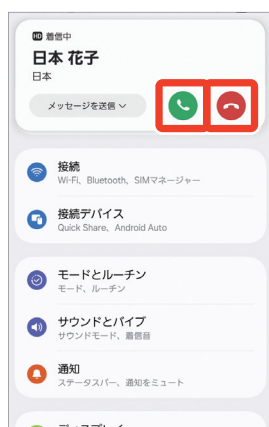 HD 着信中
日本 花子
日本
メッセージを送信
接続
Wi-Fi、Bluetooth、SIMマネージャー
接続デバイス
Quick Share、Android Auto
モードとルーチン
モード、ルーチン
サウンドとバイブ
サウンドモード、着信音
通知
ステータスバー、通知をミュート